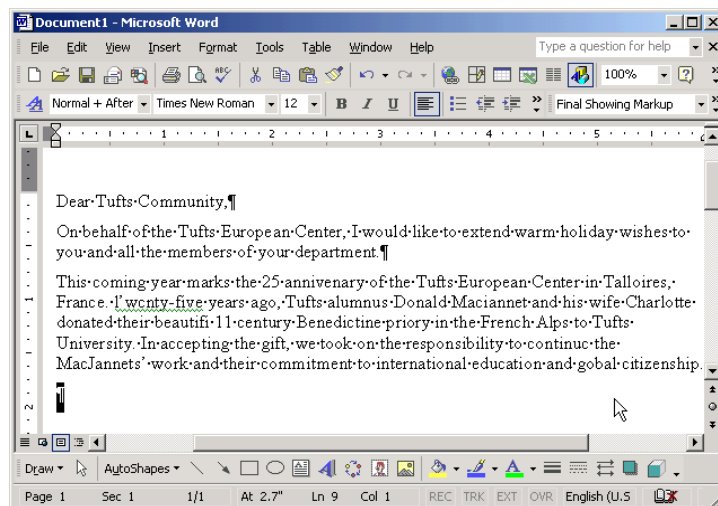 Document1 - Microsoft Word
File Edit View Insert Format Tools Table Window Help Type a question for help
100%
Normal + After Times New Roman 12 B I U Final Showing Markup
1 2 3 4 5
Dear·Tufts·Community,¶
On·behalf·of·the·Tufts·European·Center,·I·would·like·to·extend·warm·holiday·wishes·to·
you·and·all·the·members·of·your·department.¶
This·coming·year·marks·the·25·annivenary·of·the·Tufts·European·Center·in·Talloires,·
France.·l'wcnty-five·years·ago,·Tufts·alumnus·Donald·Maciannet·and·his·wife·Charlotte·
donated·their·beautifi·11·century·Benedictine·priory·in·the·French·Alps·to·Tufts·
University.·In·accepting·the·gift,·we·took·on·the·responsibility·to·continuc·the·
MacJannets'·work·and·their·commitment·to·international·education·and·gobal·citizenship.
¶
Draw AutoShapes
Page 1 Sec 1 1/1 At 2.7" Ln 9 Col 1 REC TRK EXT OVR English (U.S